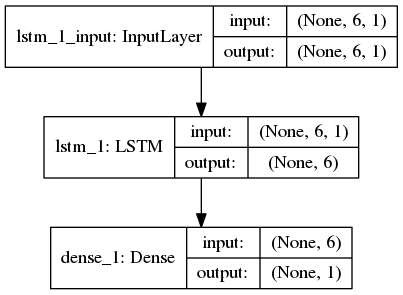 lstm_1_input: InputLayer
input: (None, 6, 1)
output: (None, 6, 1)
lstm_1: LSTM
input: (None, 6, 1)
output: (None, 6)
dense_1: Dense
input: (None, 6)
output: (None, 1)